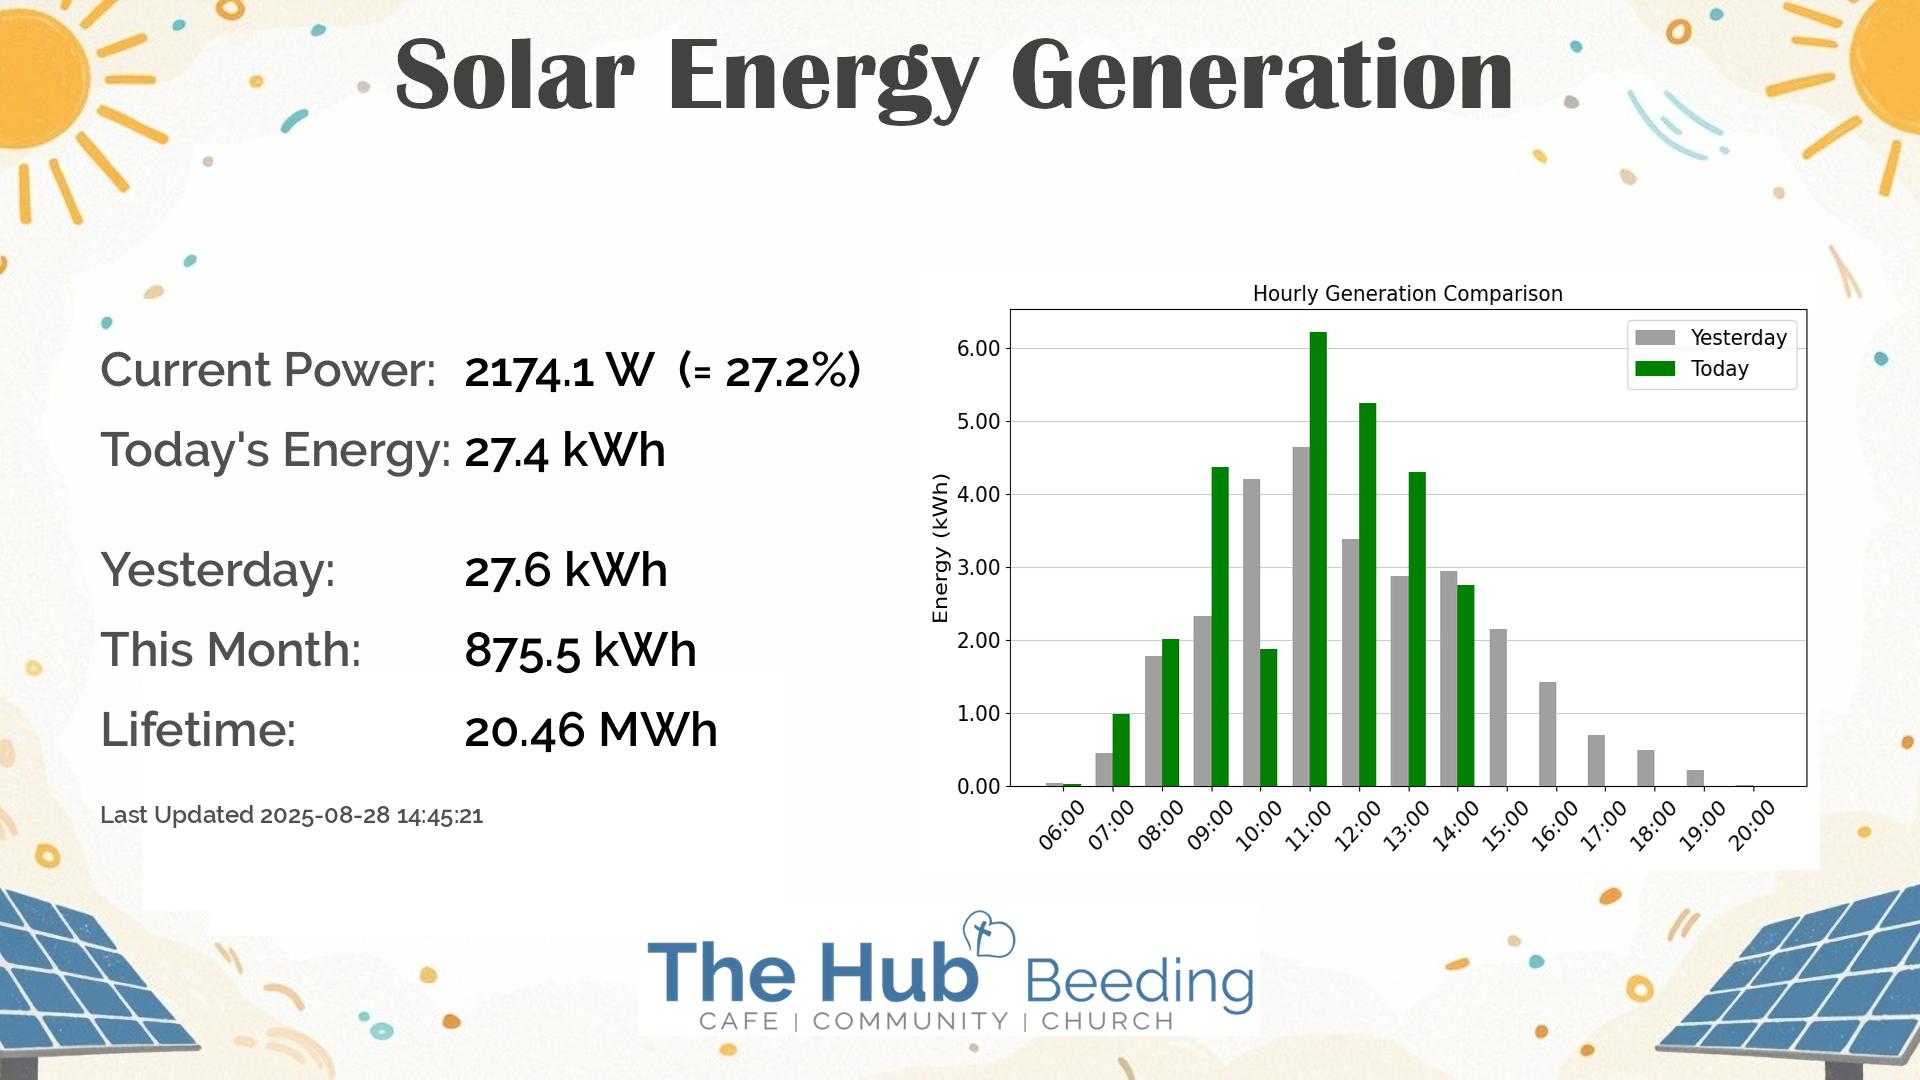 Solar Energy Generation
Current Power: 2174.1 W (= 27.2%)
Today's Energy: 27.4 kWh
Yesterday: 27.6 kWh
This Month: 875.5 kWh
Lifetime: 20.46 MWh
Last Updated 2025-08-28 14:45:21
Hourly Generation Comparison
Yesterday
Today
Energy (kWh)
6.00
5.00
4.00
3.00
2.00
1.00
0.00
06:00 07:00 08:00 09:00 10:00 11:00 12:00 13:00 14:00 15:00 16:00 17:00 18:00 19:00 20:00
The Hub Beeding
CAFE | COMMUNITY | CHURCH